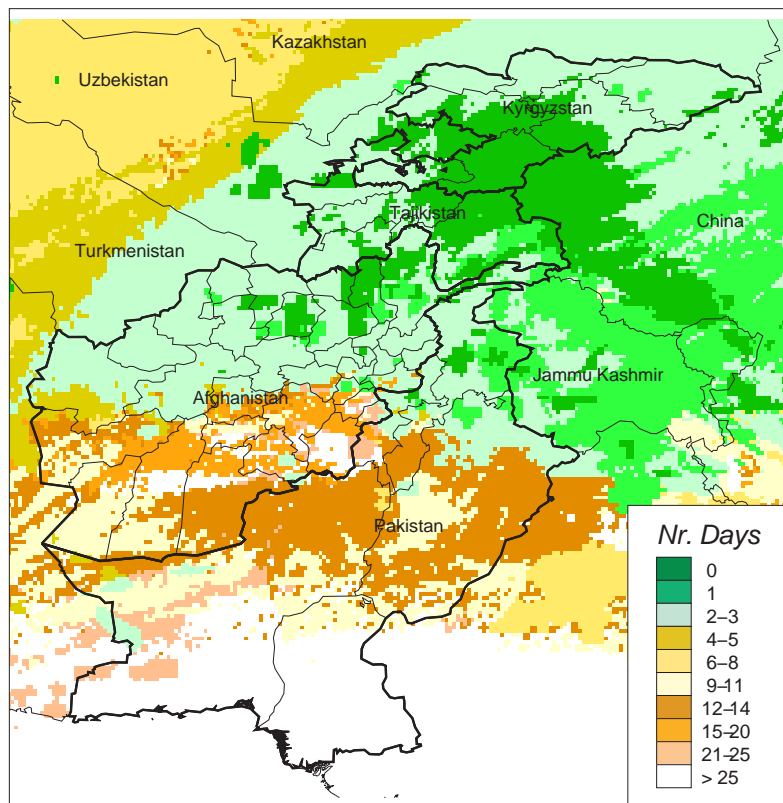 Kazakhstan
Uzbekistan
Kyrgyzstan
Tajikistan
China
Turkmenistan
Jammu Kashmir
Afghanistan
Pakistan
Nr. Days
0
1
2–3
4–5
6–8
9–11
12–14
15–20
21–25
> 25